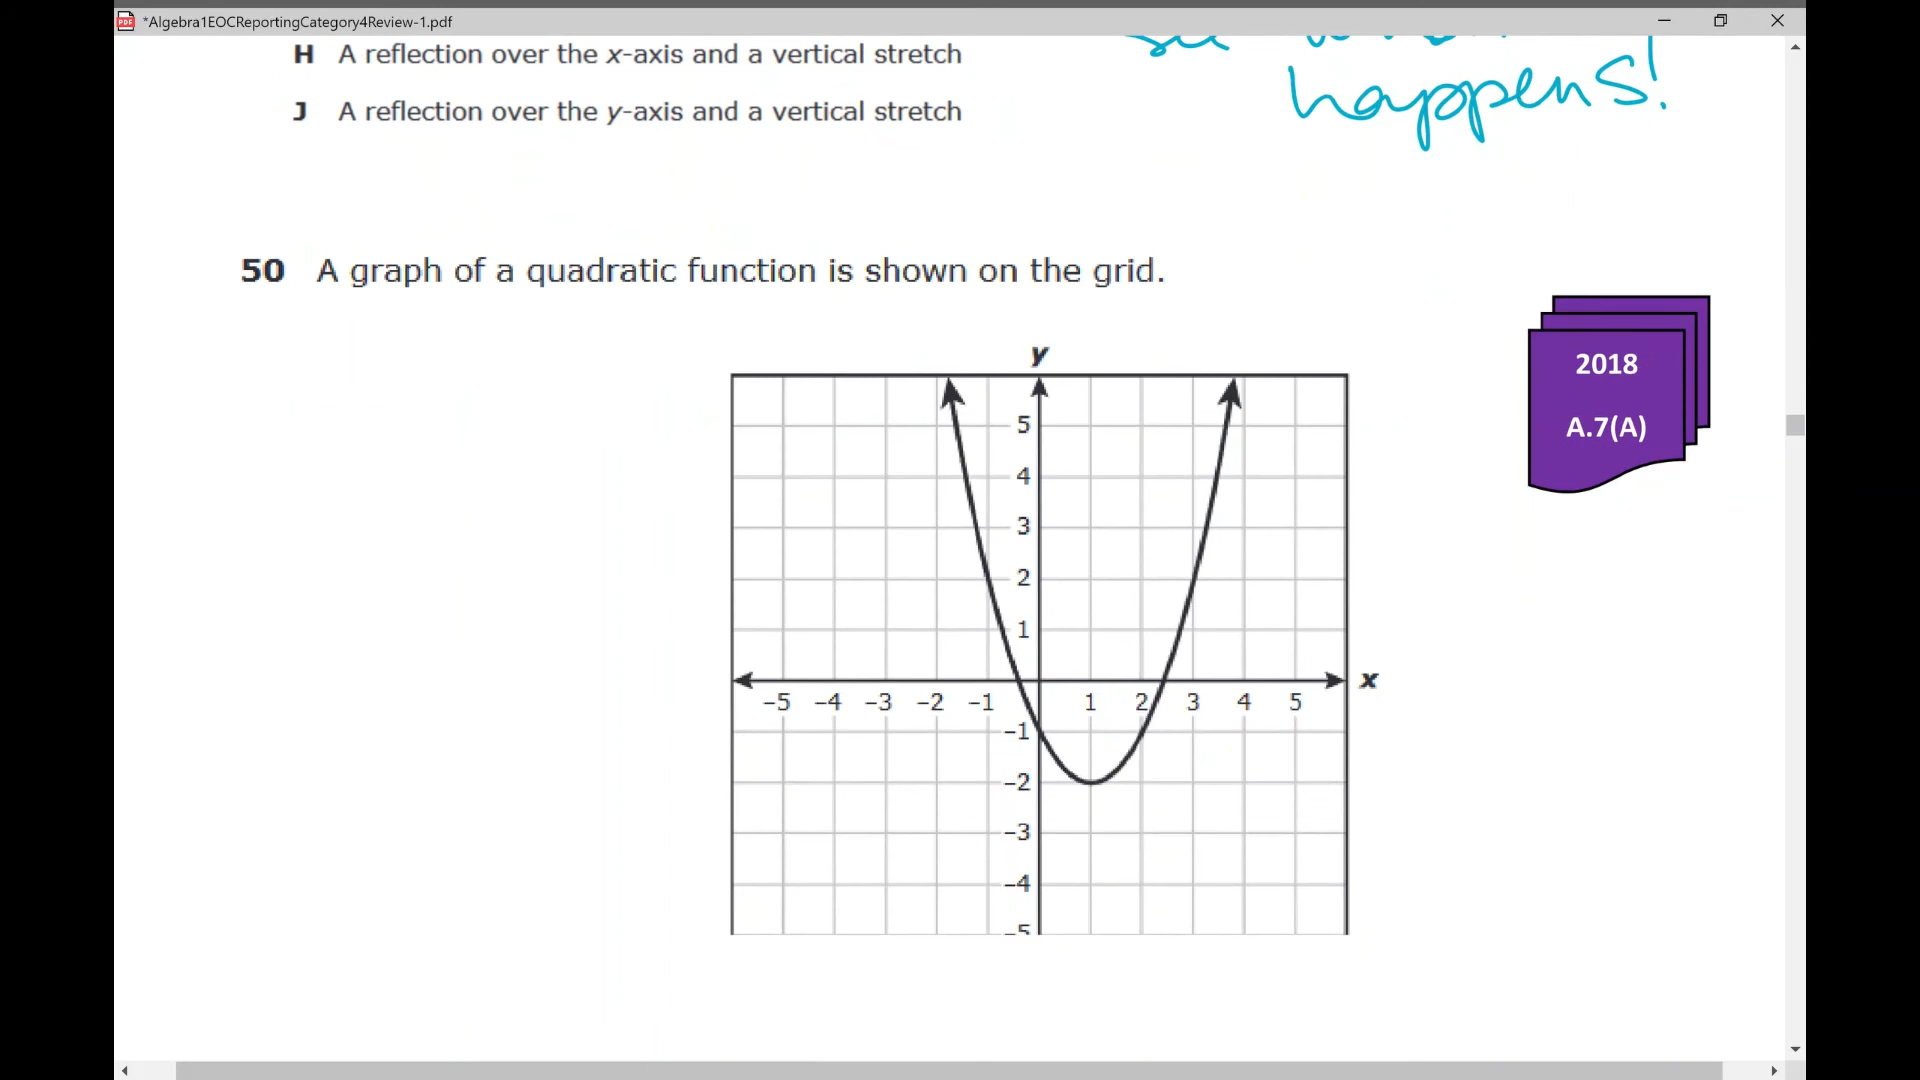 *Algebra1EOCReportingCategory4Review-1.pdf
H A reflection over the x-axis and a vertical stretch
happens!
J A reflection over the y-axis and a vertical stretch
50 A graph of a quadratic function is shown on the grid.
2018
A.7(A)
y
5
4
3
2
1
x
-5 -4 -3 -2 -1 1 2 3 4 5
-1
-2
-3
-4
-5